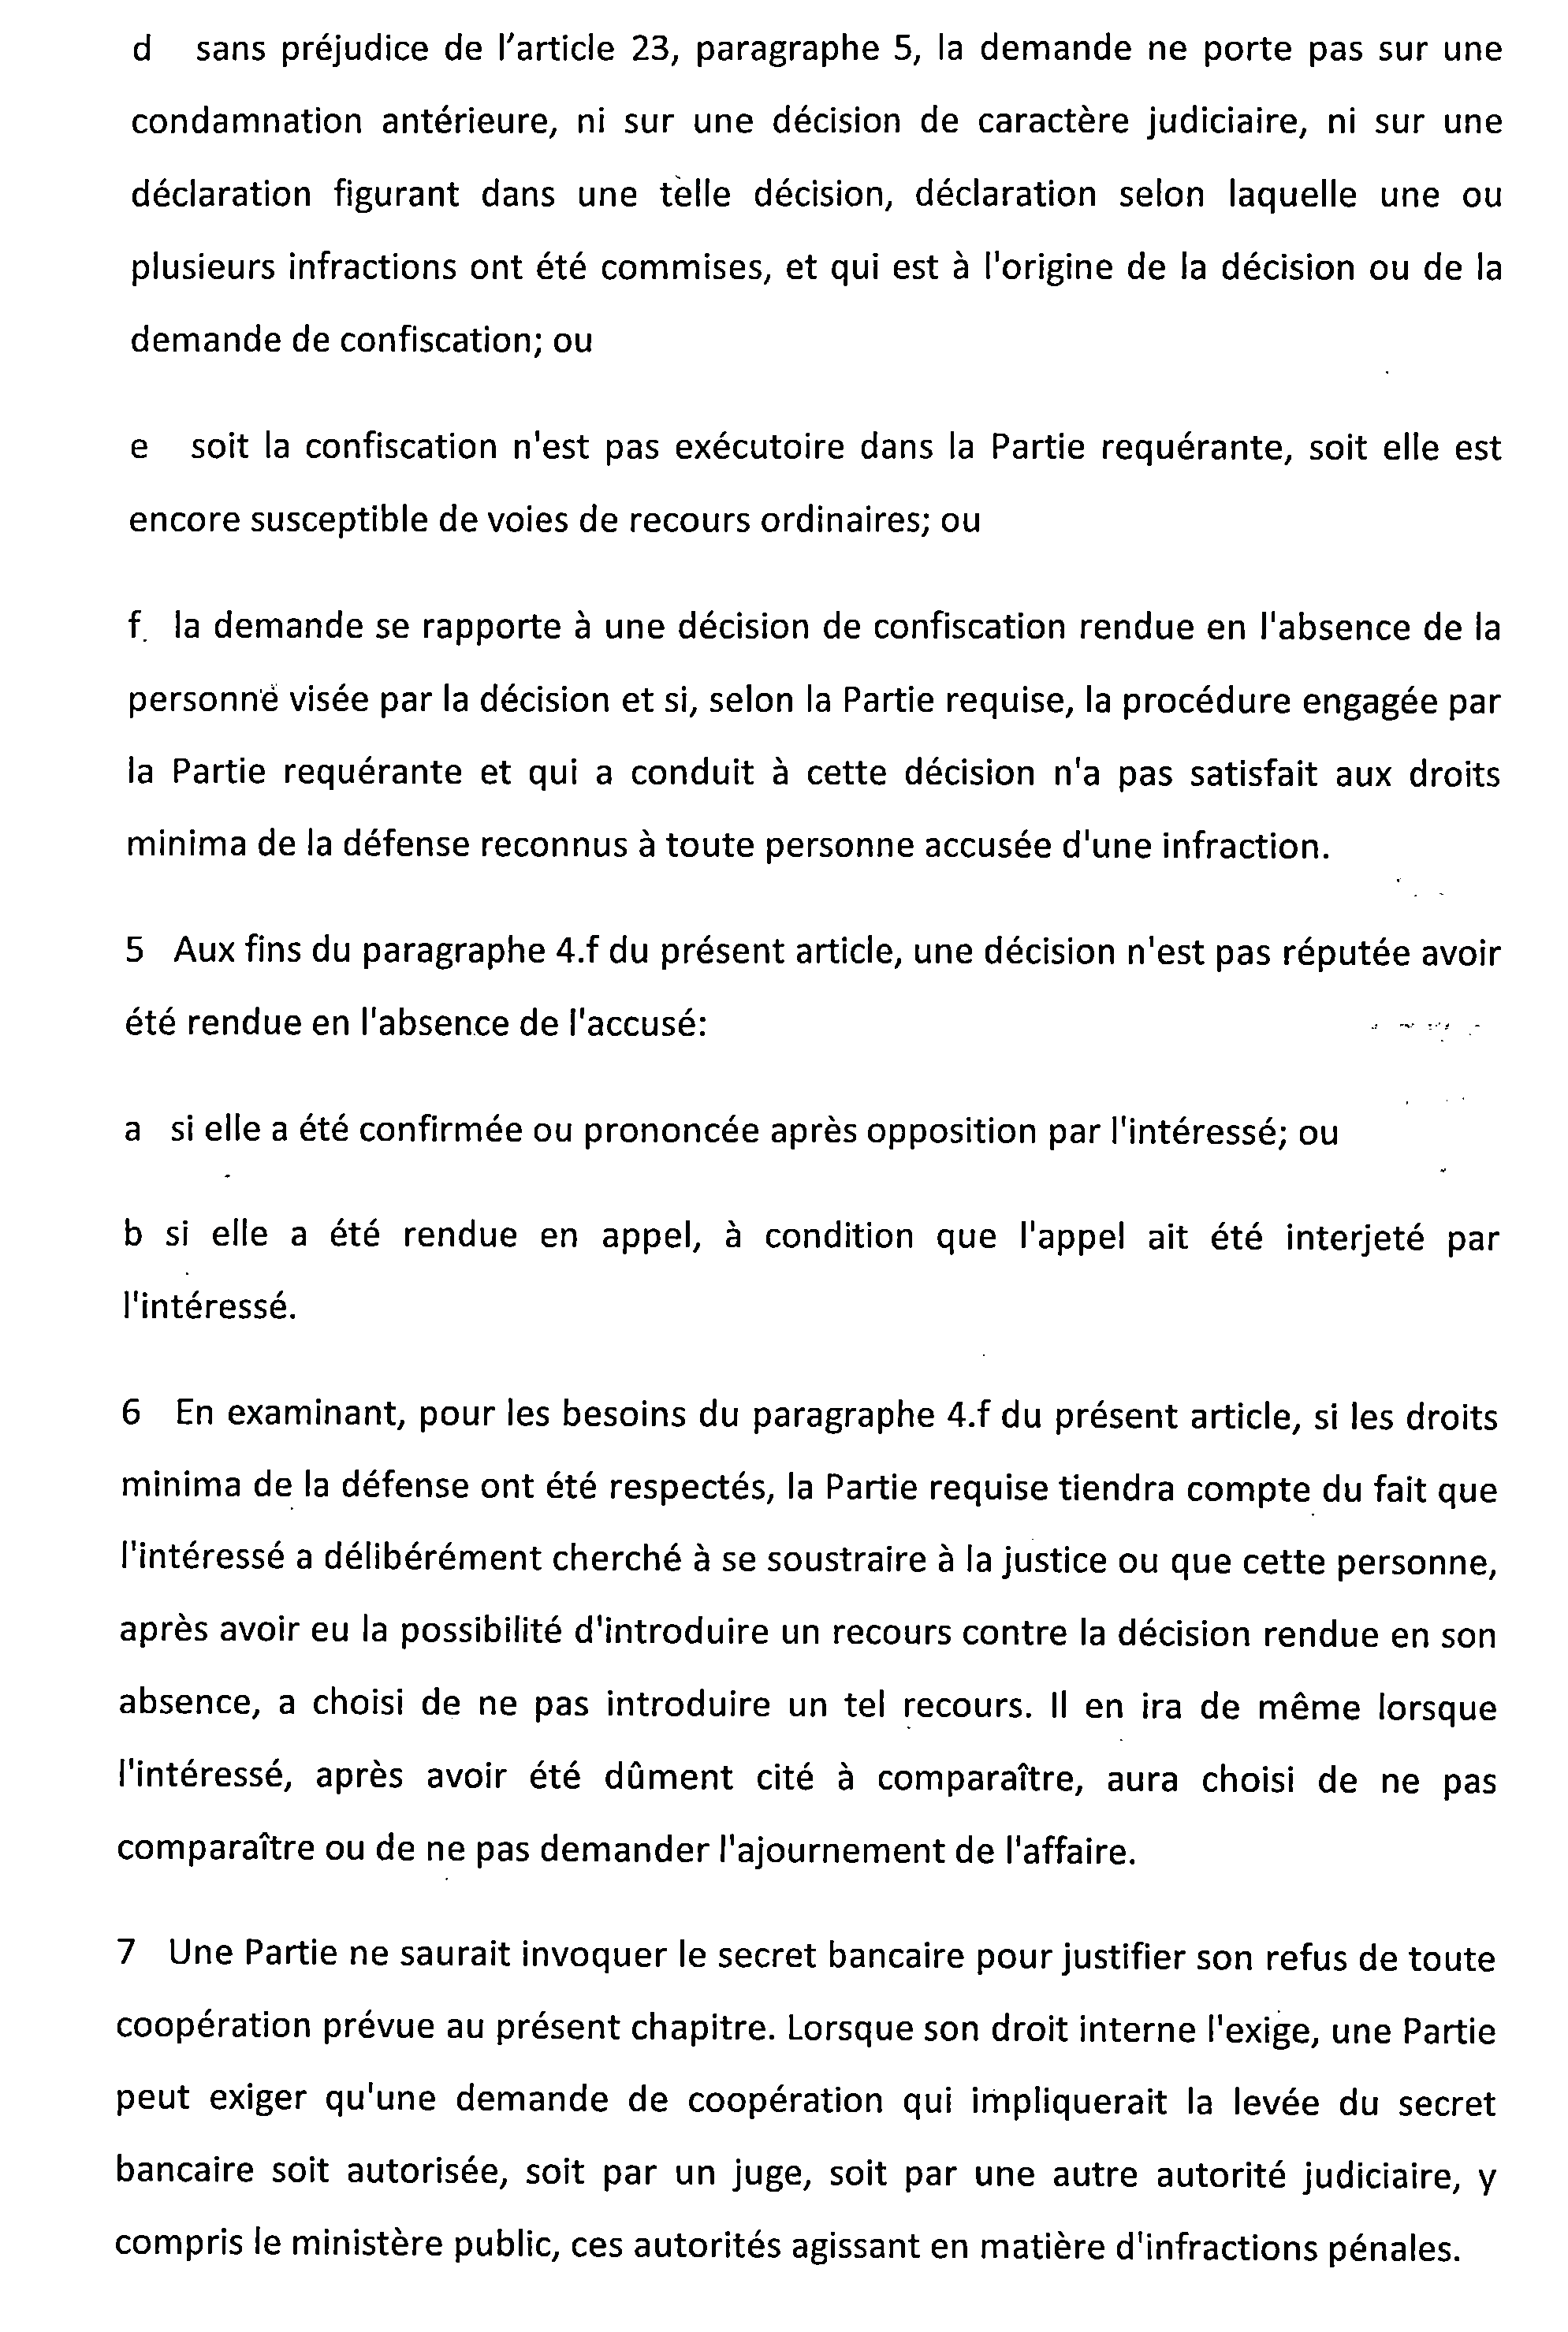 d sans préjudice de l'article 23, paragraphe 5, la demande ne porte pas sur une
condamnation antérieure, ni sur une décision de caractère judiciaire, ni sur une
déclaration figurant dans une telle décision, déclaration selon laquelle une ou
plusieurs infractions ont été commises, et qui est à l'origine de la décision ou de la
demande de confiscation; ou
e soit la confiscation n'est pas exécutoire dans la Partie requérante, soit elle est
encore susceptible de voies de recours ordinaires; ou
f la demande se rapporte à une décision de confiscation rendue en l'absence de la
personne visée par la décision et si, selon la Partie requise, la procédure engagée par
la Partie requérante et qui a conduit à cette décision n'a pas satisfait aux droits
minima de la défense reconnus à toute personne accusée d'une infraction.
5 Aux fins du paragraphe 4.f du présent article, une décision n'est pas réputée avoir
été rendue en l'absence de l'accusé:
a si elle a été confirmée ou prononcée après opposition par l'intéressé; ou
b si elle a été rendue en appel, à condition que l'appel ait été interjeté par
l'intéressé.
6 En examinant, pour les besoins du paragraphe 4.f du présent article, si les droits
minima de la défense ont été respectés, la Partie requise tiendra compte du fait que
l'intéressé a délibérément cherché à se soustraire à la justice ou que cette personne,
après avoir eu la possibilité d'introduire un recours contre la décision rendue en son
absence, a choisi de ne pas introduire un tel recours. Il en ira de même lorsque
l'intéressé, après avoir été dûment cité à comparaître, aura choisi de ne pas
comparaître ou de ne pas demander l'ajournement de l'affaire.
7 Une Partie ne saurait invoquer le secret bancaire pour justifier son refus de toute
coopération prévue au présent chapitre. Lorsque son droit interne l'exige, une Partie
peut exiger qu'une demande de coopération qui impliquerait la levée du secret
bancaire soit autorisée, soit par un juge, soit par une autre autorité judiciaire, y
compris le ministère public, ces autorités agissant en matière d'infractions pénales.